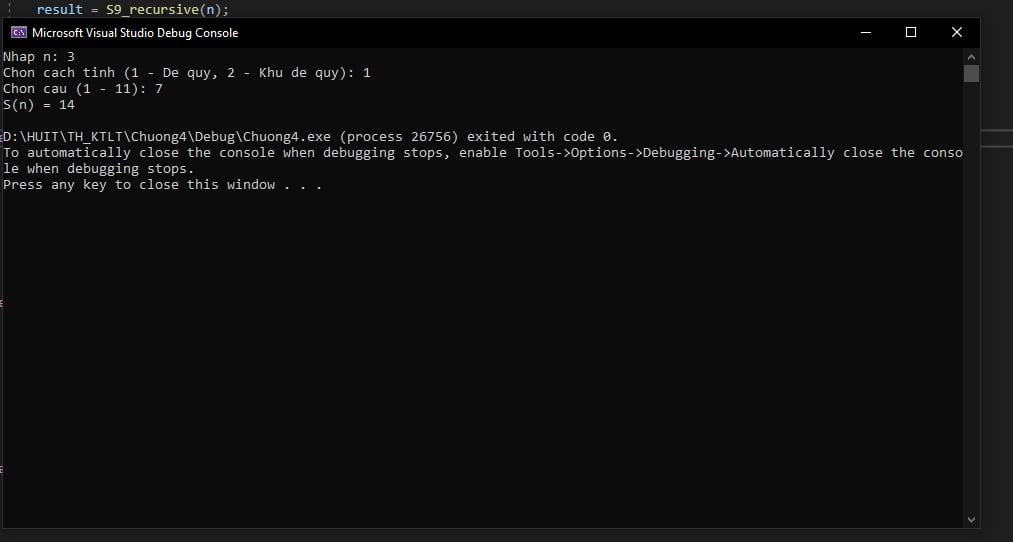 result = S9_recursive(n);
Microsoft Visual Studio Debug Console
Nhap n: 3
Chon cach tinh (1 - De quy, 2 - Khu de quy): 1
Chon cau (1 - 11): 7
S(n) = 14
D:\HUIT\TH_KTLT\Chuong4\Debug\Chuong4.exe (process 26756) exited with code 0.
To automatically close the console when debugging stops, enable Tools->Options->Debugging->Automatically close the conso
le when debugging stops.
Press any key to close this window . . .